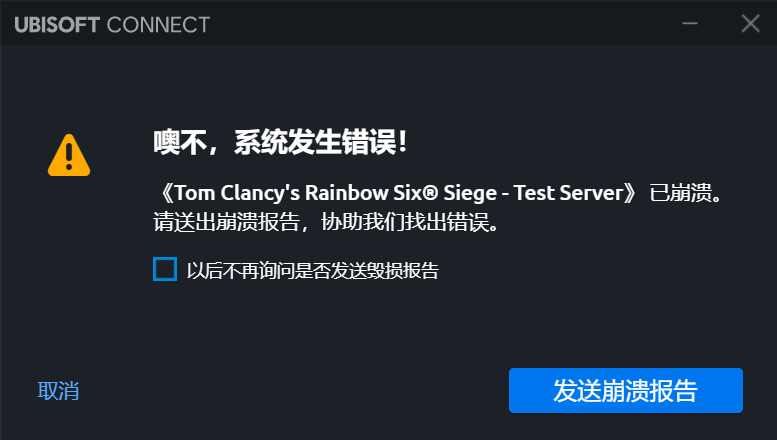 UBISOFT CONNECT
噢不，系统发生错误！
《Tom Clancy's Rainbow Six® Siege - Test Server》 已崩溃。
请送出崩溃报告，协助我们找出错误。
以后不再询问是否发送毁损报告
取消
发送崩溃报告